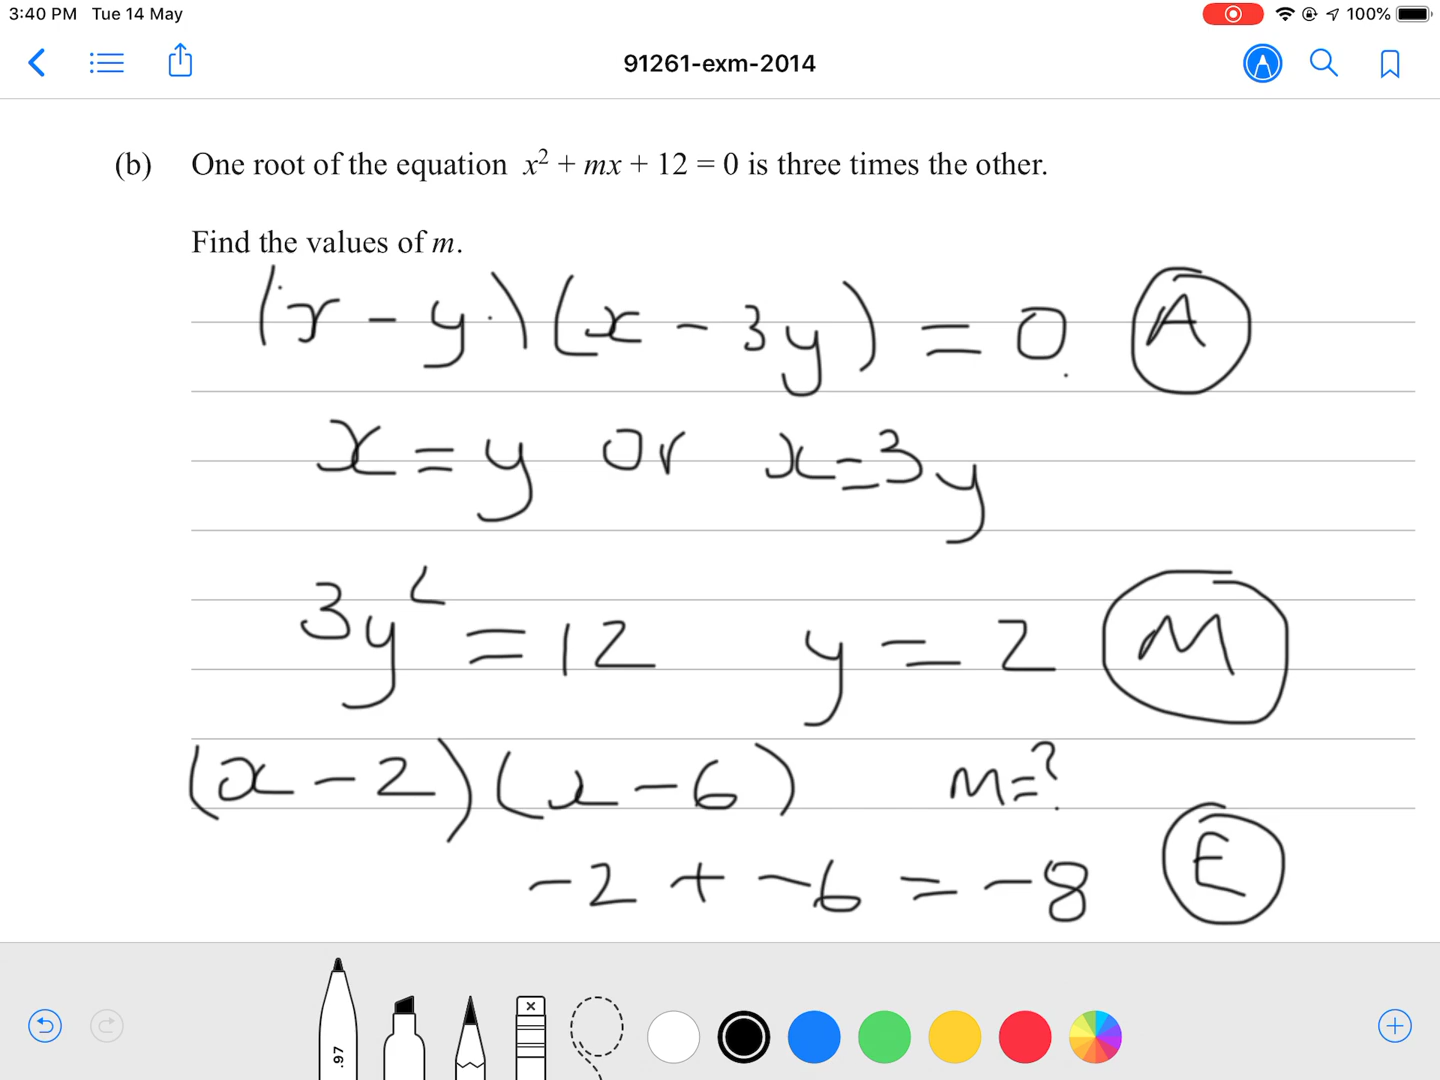 3:40 PM Tue 14 May 100%
91261-exm-2014
(b) One root of the equation x² + mx + 12 = 0 is three times the other.
Find the values of m.
(x - y)(x - 3y) = 0 A
x = y or x = 3y
3y² = 12 y = 2 M
(x - 2)(x - 6) m = ?
-2 + -6 = -8 E
.97